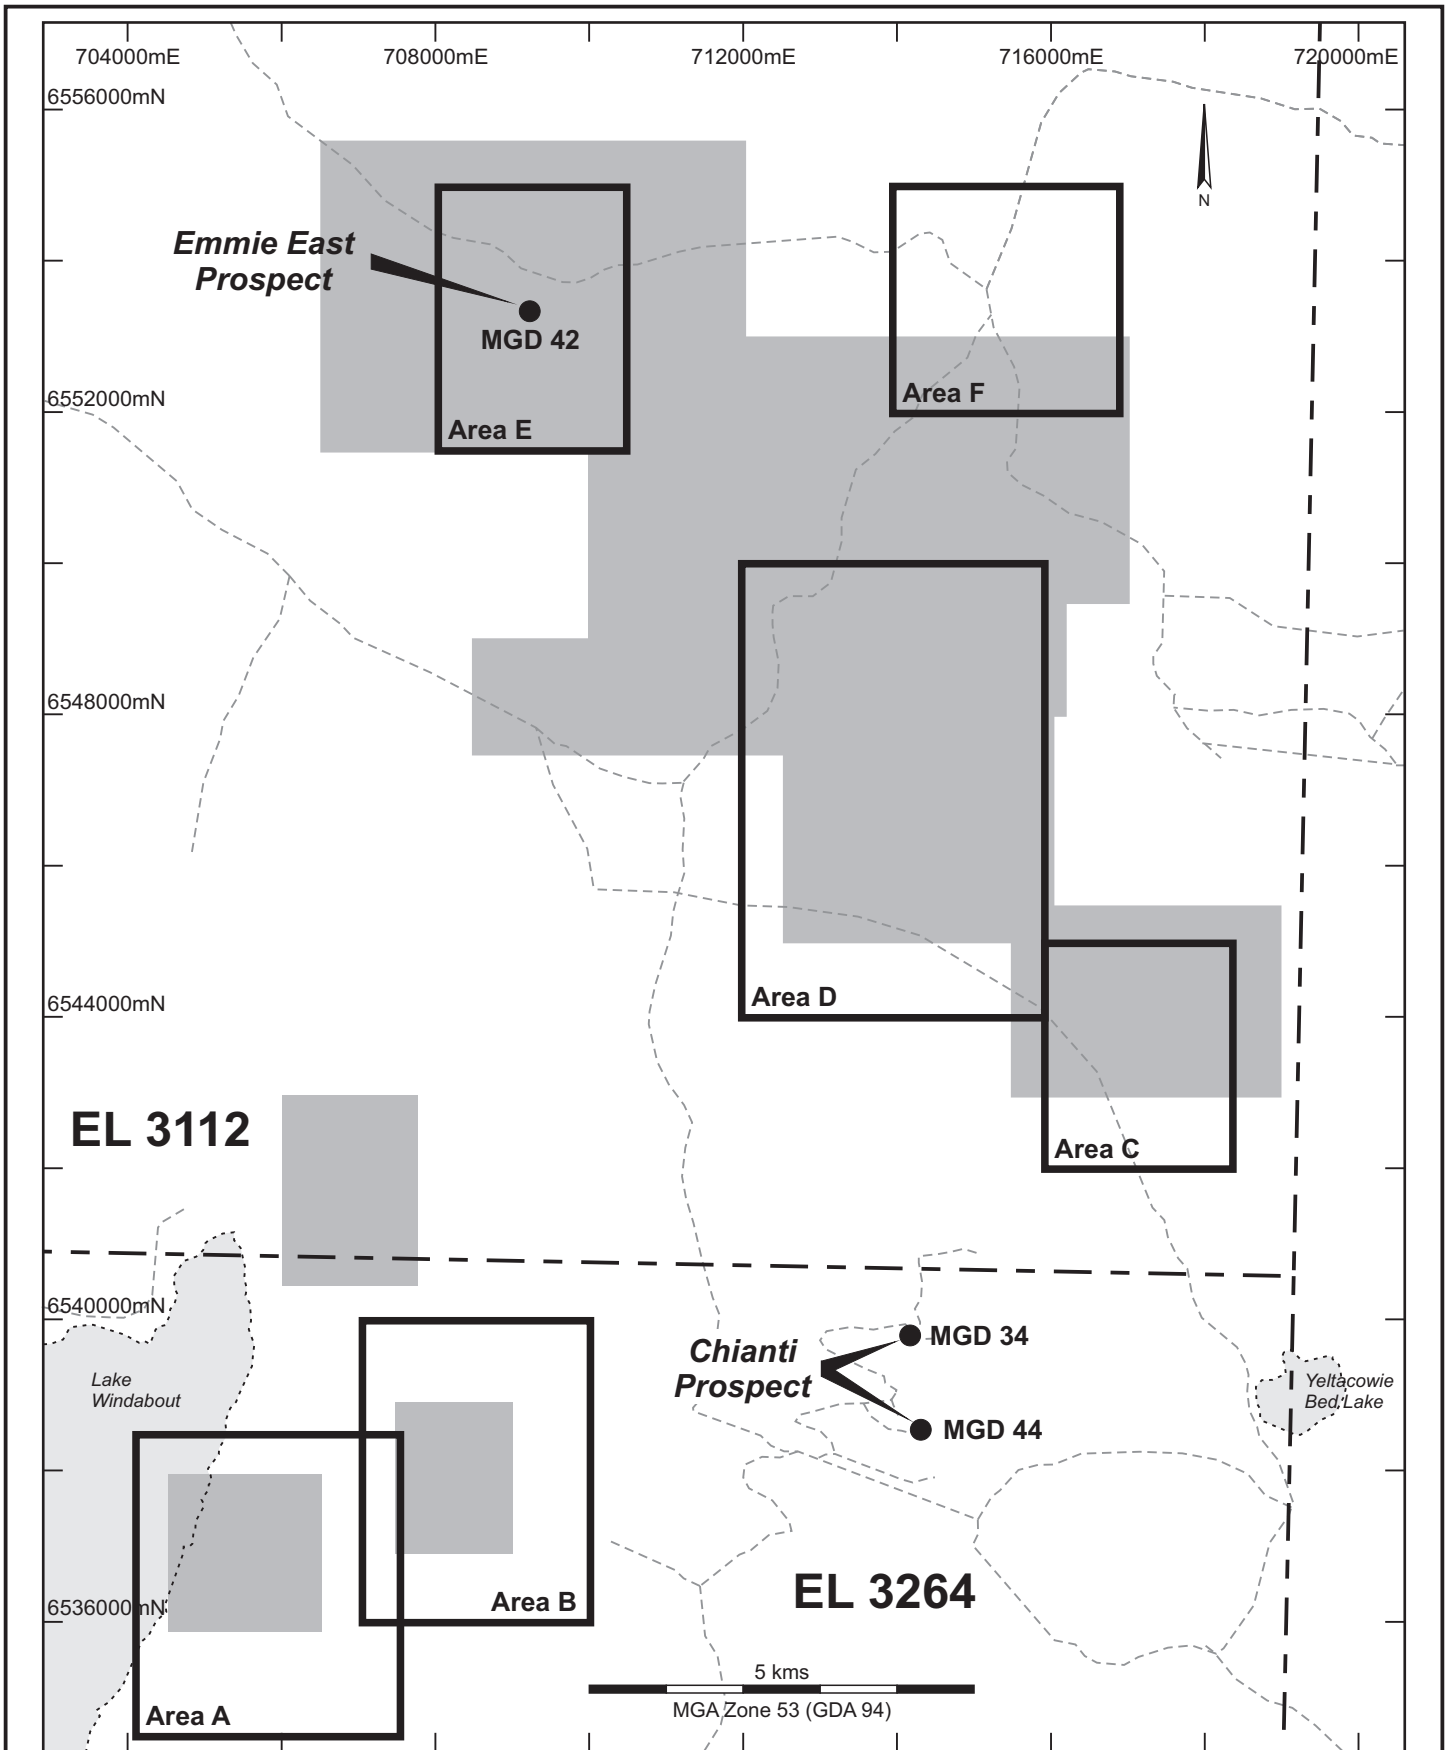 704000mE
708000mE
712000mE
716000mE
720000mE
6556000mN
N
Emmie East
Prospect
MGD 42
Area F
6552000mN
Area E
6548000mN
Area D
6544000mN
EL 3112
Area C
6540000mN
MGD 34
Chianti
Prospect
Lake
Windabout
Yeltacowie
Bed Lake
MGD 44
EL 3264
Area B
6536000mN
5 kms
MGA Zone 53 (GDA 94)
Area A